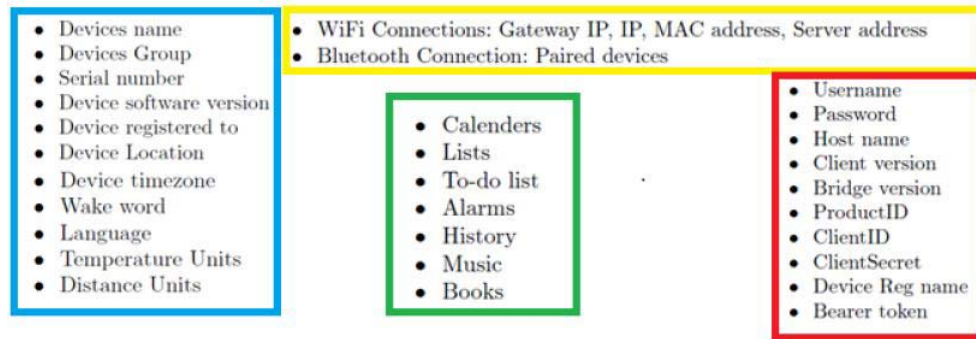 • Devices name
• Devices Group
• Serial number
• Device software version
• Device registered to
• Device Location
• Device timezone
• Wake word
• Language
• Temperature Units
• Distance Units
• WiFi Connections: Gateway IP, IP, MAC address, Server address
• Bluetooth Connection: Paired devices
• Calenders
• Lists
• To-do list
• Alarms
• History
• Music
• Books
• Username
• Password
• Host name
• Client version
• Bridge version
• ProductID
• ClientID
• ClientSecret
• Device Reg name
• Bearer token